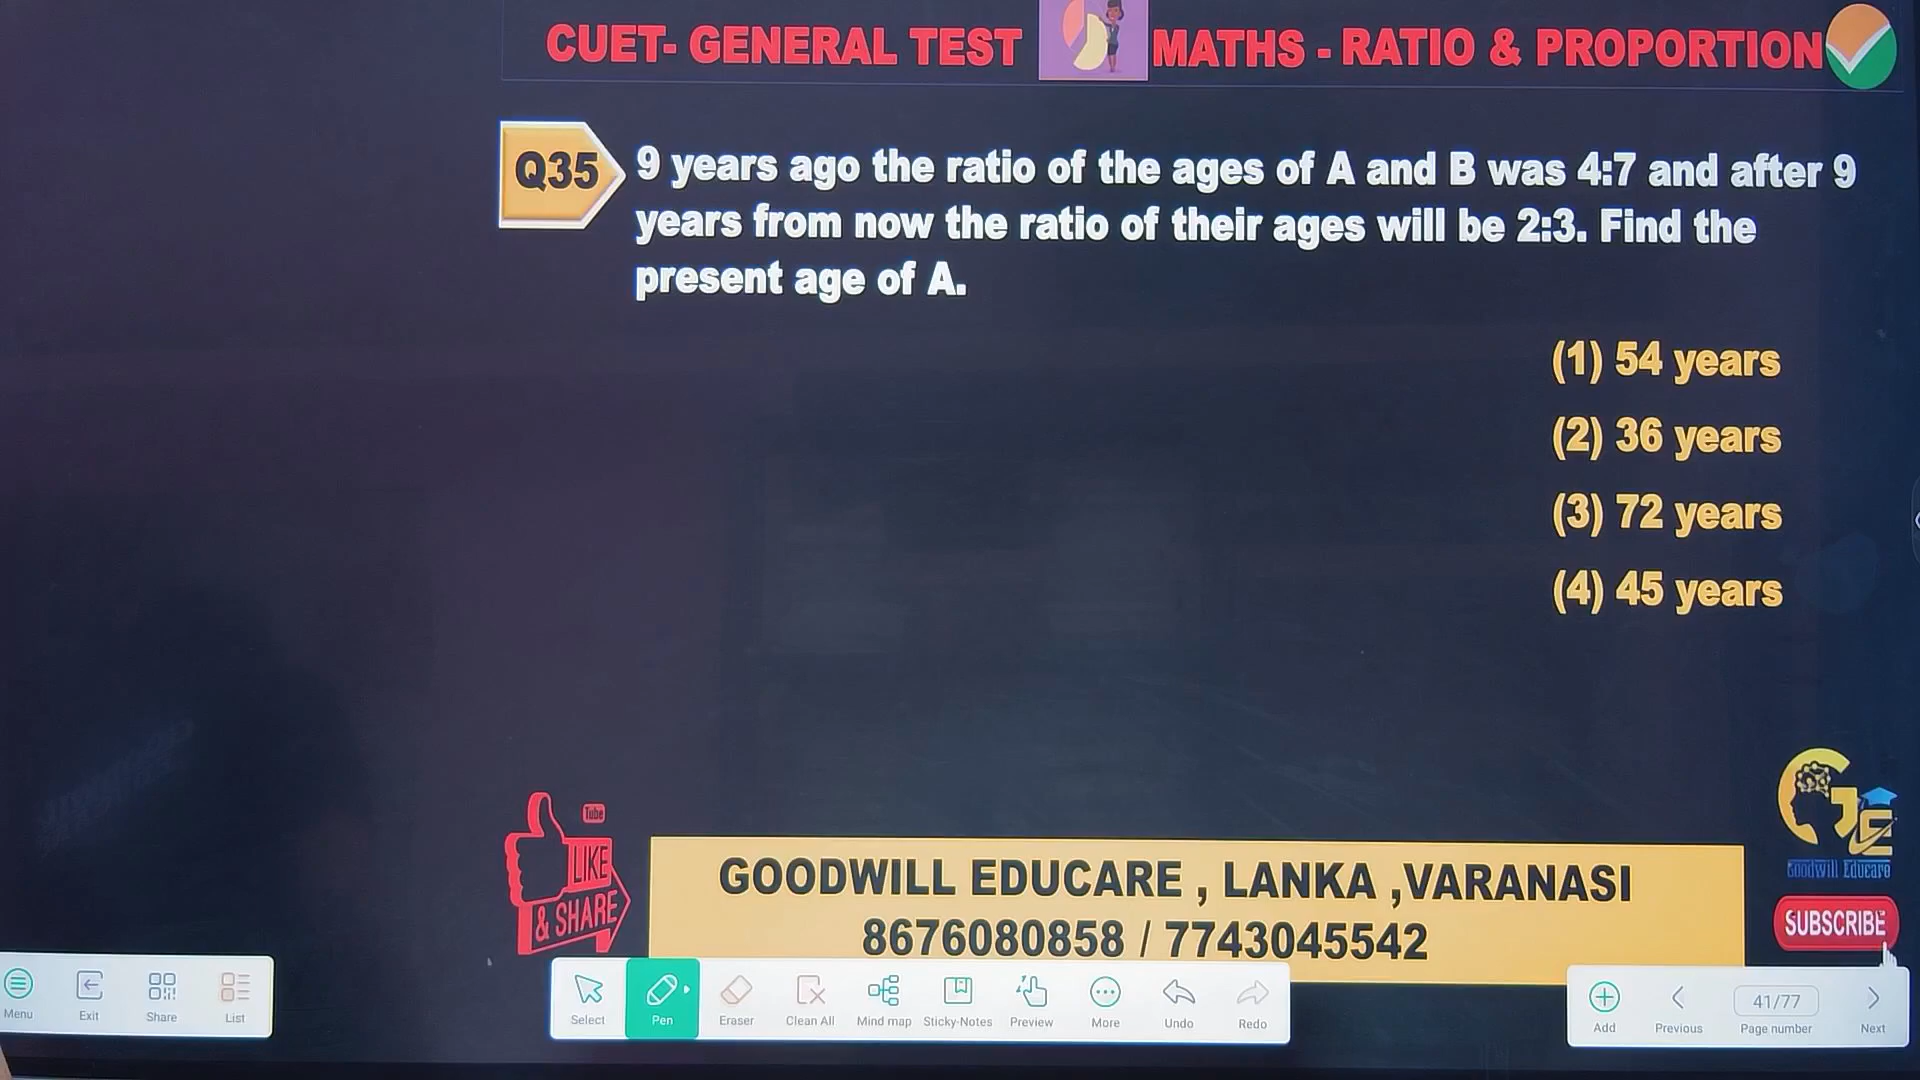 CUET- GENERAL TEST MATHS - RATIO & PROPORTION
Q35 9 years ago the ratio of the ages of A and B was 4:7 and after 9
years from now the ratio of their ages will be 2:3. Find the
present age of A.
(1) 54 years
(2) 36 years
(3) 72 years
(4) 45 years
Tube
LIKE
& SHARE
GOODWILL EDUCARE , LANKA ,VARANASI
8676080858 / 7743045542
GE
Goodwill Educare
SUBSCRIBE
Menu Exit Share List
Select Pen Eraser Clean All Mind map Sticky-Notes Preview More Undo Redo
41/77
Add Previous Page number Next